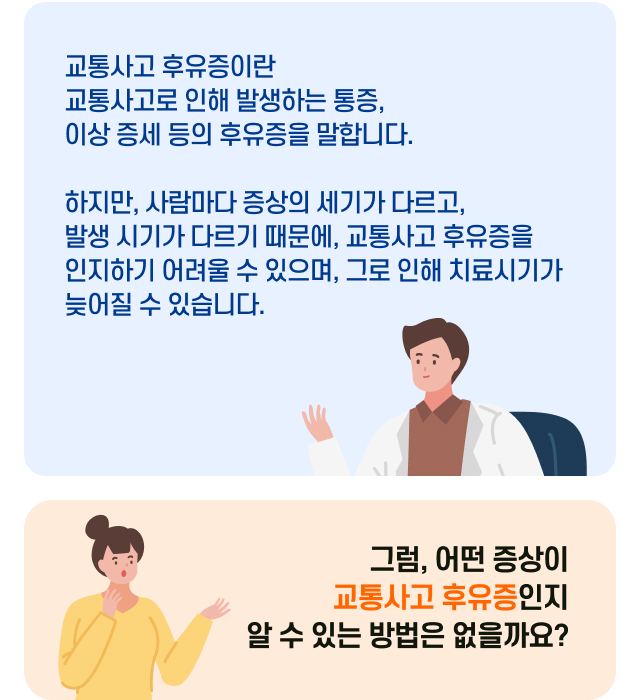 교통사고 후유증이란
교통사고로 인해 발생하는 통증,
이상 증세 등의 후유증을 말합니다.
하지만, 사람마다 증상의 세기가 다르고,
발생 시기가 다르기 때문에, 교통사고 후유증을
인지하기 어려울 수 있으며, 그로 인해 치료시기가
늦어질 수 있습니다.
그럼, 어떤 증상이
교통사고 후유증인지
알 수 있는 방법은 없을까요?